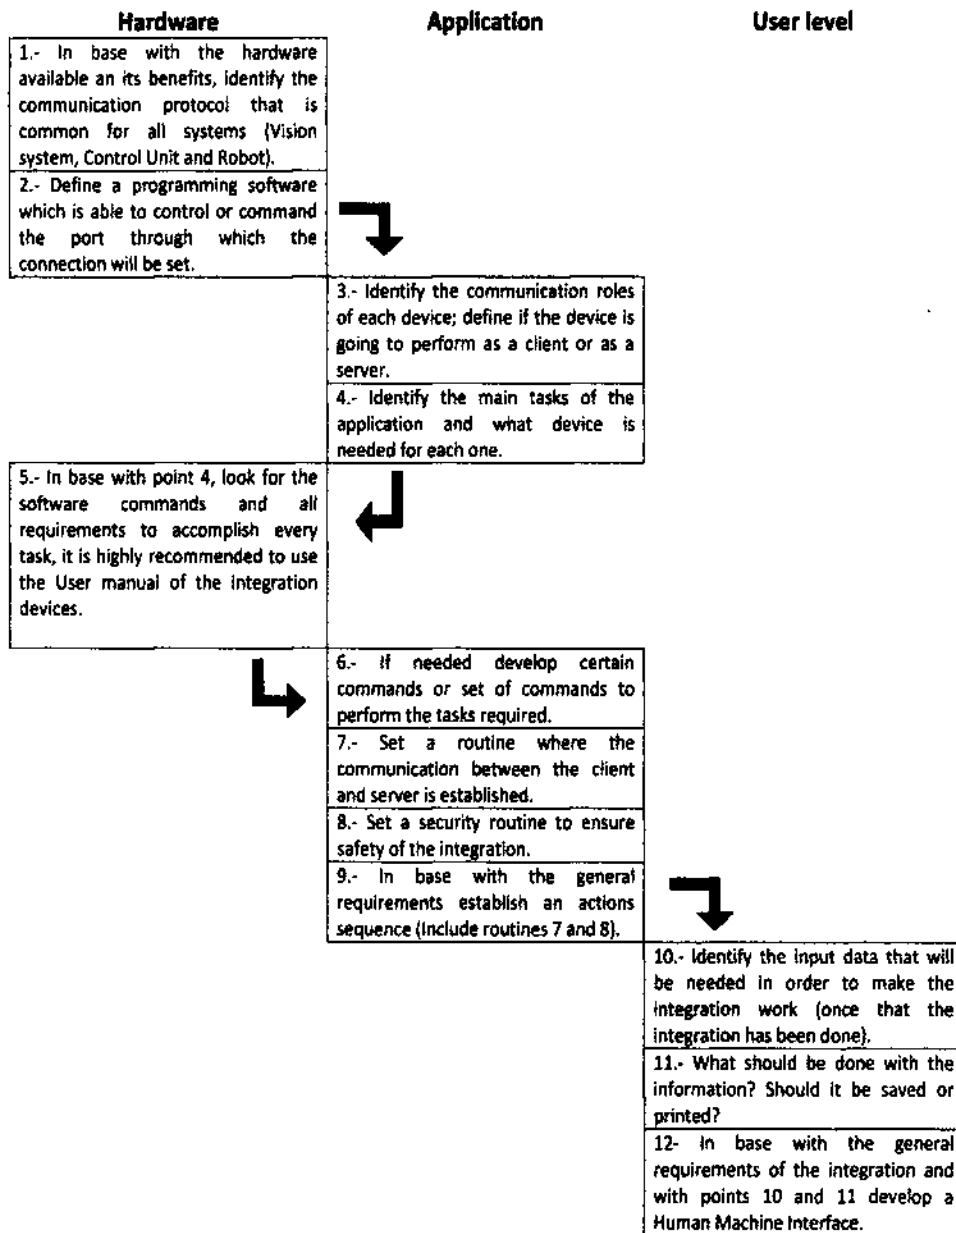 Hardware
Application
User level
1.- In base with the hardware
available an its benefits, identify the
communication protocol that is
common for all systems (Vision
system, Control Unit and Robot).
2.- Define a programming software
which is able to control or command
the port through which the
connection will be set.
3.- Identify the communication roles
of each device; define if the device is
going to perform as a client or as a
server.
4.- Identify the main tasks of the
application and what device is
needed for each one.
5.- In base with point 4, look for the
software commands and all
requirements to accomplish every
task, it is highly recommended to use
the User manual of the integration
devices.
6.- If needed develop certain
commands or set of commands to
perform the tasks required.
7.- Set a routine where the
communication between the client
and server is established.
8.- Set a security routine to ensure
safety of the integration.
9.- In base with the general
requirements establish an actions
sequence (Include routines 7 and 8).
10.- Identify the input data that will
be needed in order to make the
integration work (once that the
integration has been done).
11.- What should be done with the
information? Should it be saved or
printed?
12- In base with the general
requirements of the integration and
with points 10 and 11 develop a
Human Machine Interface.